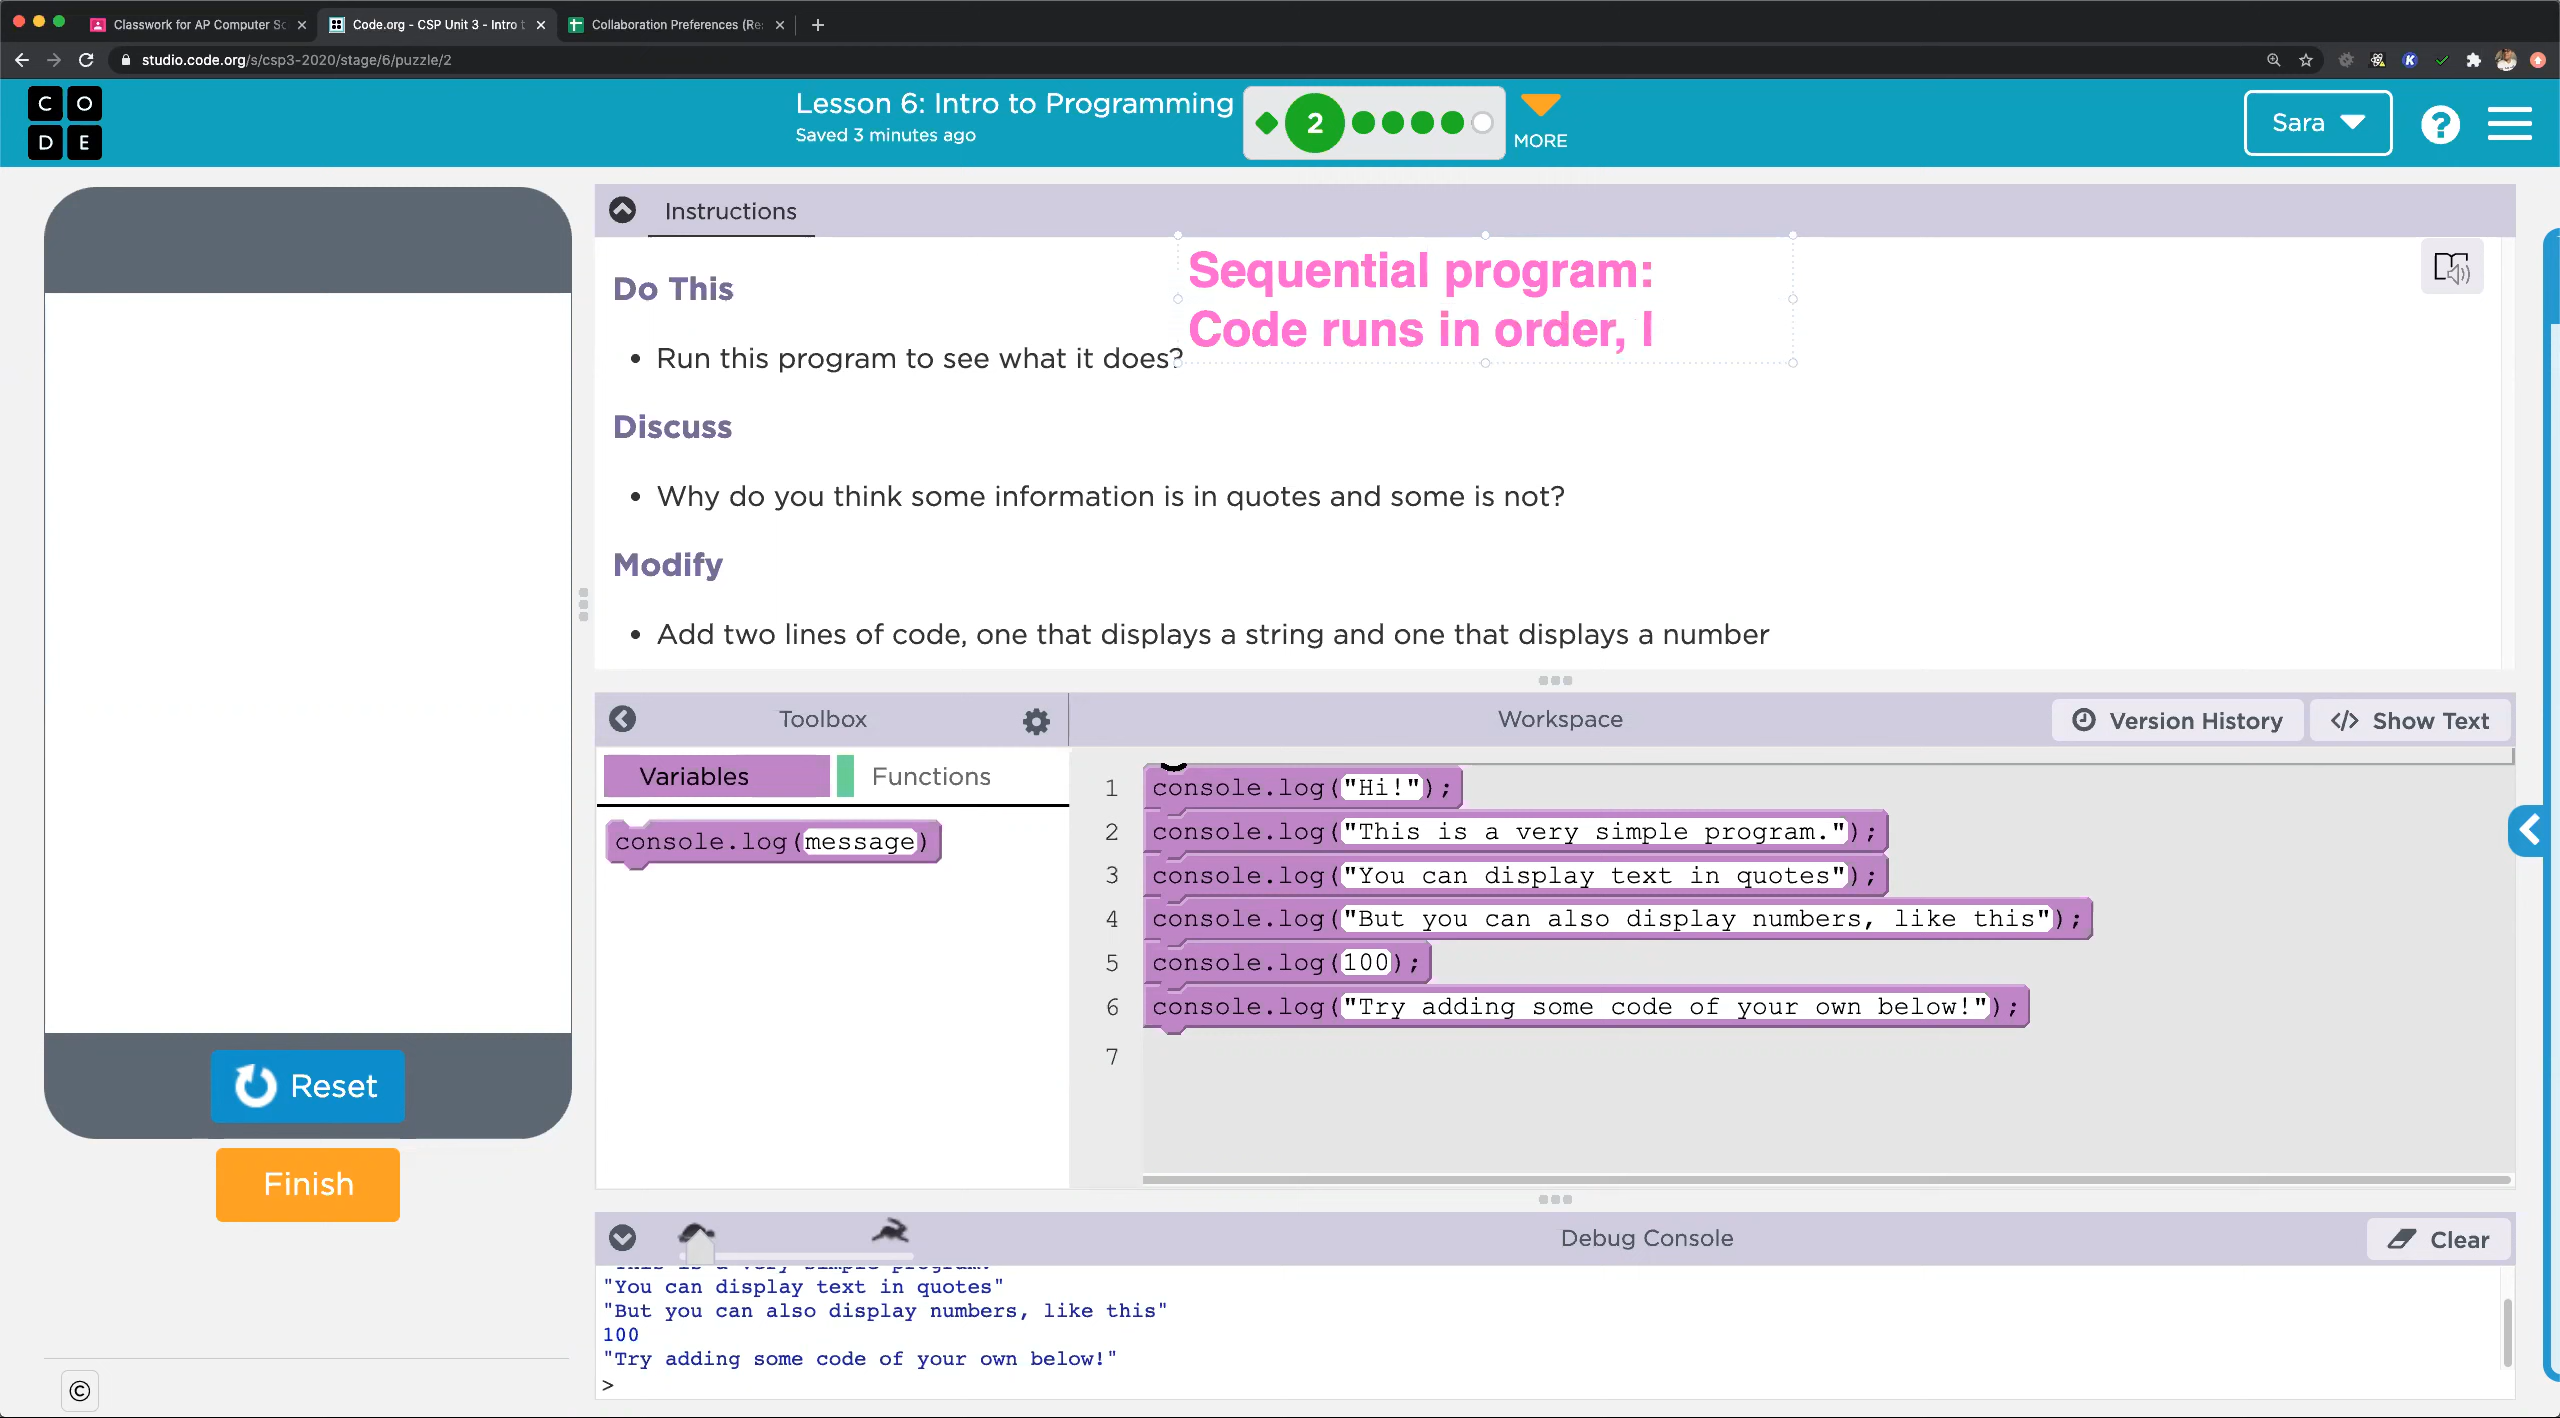 Classwork for AP Computer Sc
Code.org - CSP Unit 3 - Intro t
Collaboration Preferences (Re
studio.code.org/s/csp3-2020/stage/6/puzzle/2
C O
D E
Lesson 6: Intro to Programming
Saved 3 minutes ago
2
MORE
Sara
?
Instructions
Sequential program:
Code runs in order, l
Do This
• Run this program to see what it does?
Discuss
• Why do you think some information is in quotes and some is not?
Modify
• Add two lines of code, one that displays a string and one that displays a number
Toolbox
Workspace
Version History
</> Show Text
Variables
Functions
console.log(message)
1 console.log("Hi!");
2 console.log("This is a very simple program.");
3 console.log("You can display text in quotes");
4 console.log("But you can also display numbers, like this");
5 console.log(100);
6 console.log("Try adding some code of your own below!");
7
Reset
Finish
Debug Console
Clear
"This is a very simple program."
"You can display text in quotes"
"But you can also display numbers, like this"
100
"Try adding some code of your own below!"
>
©